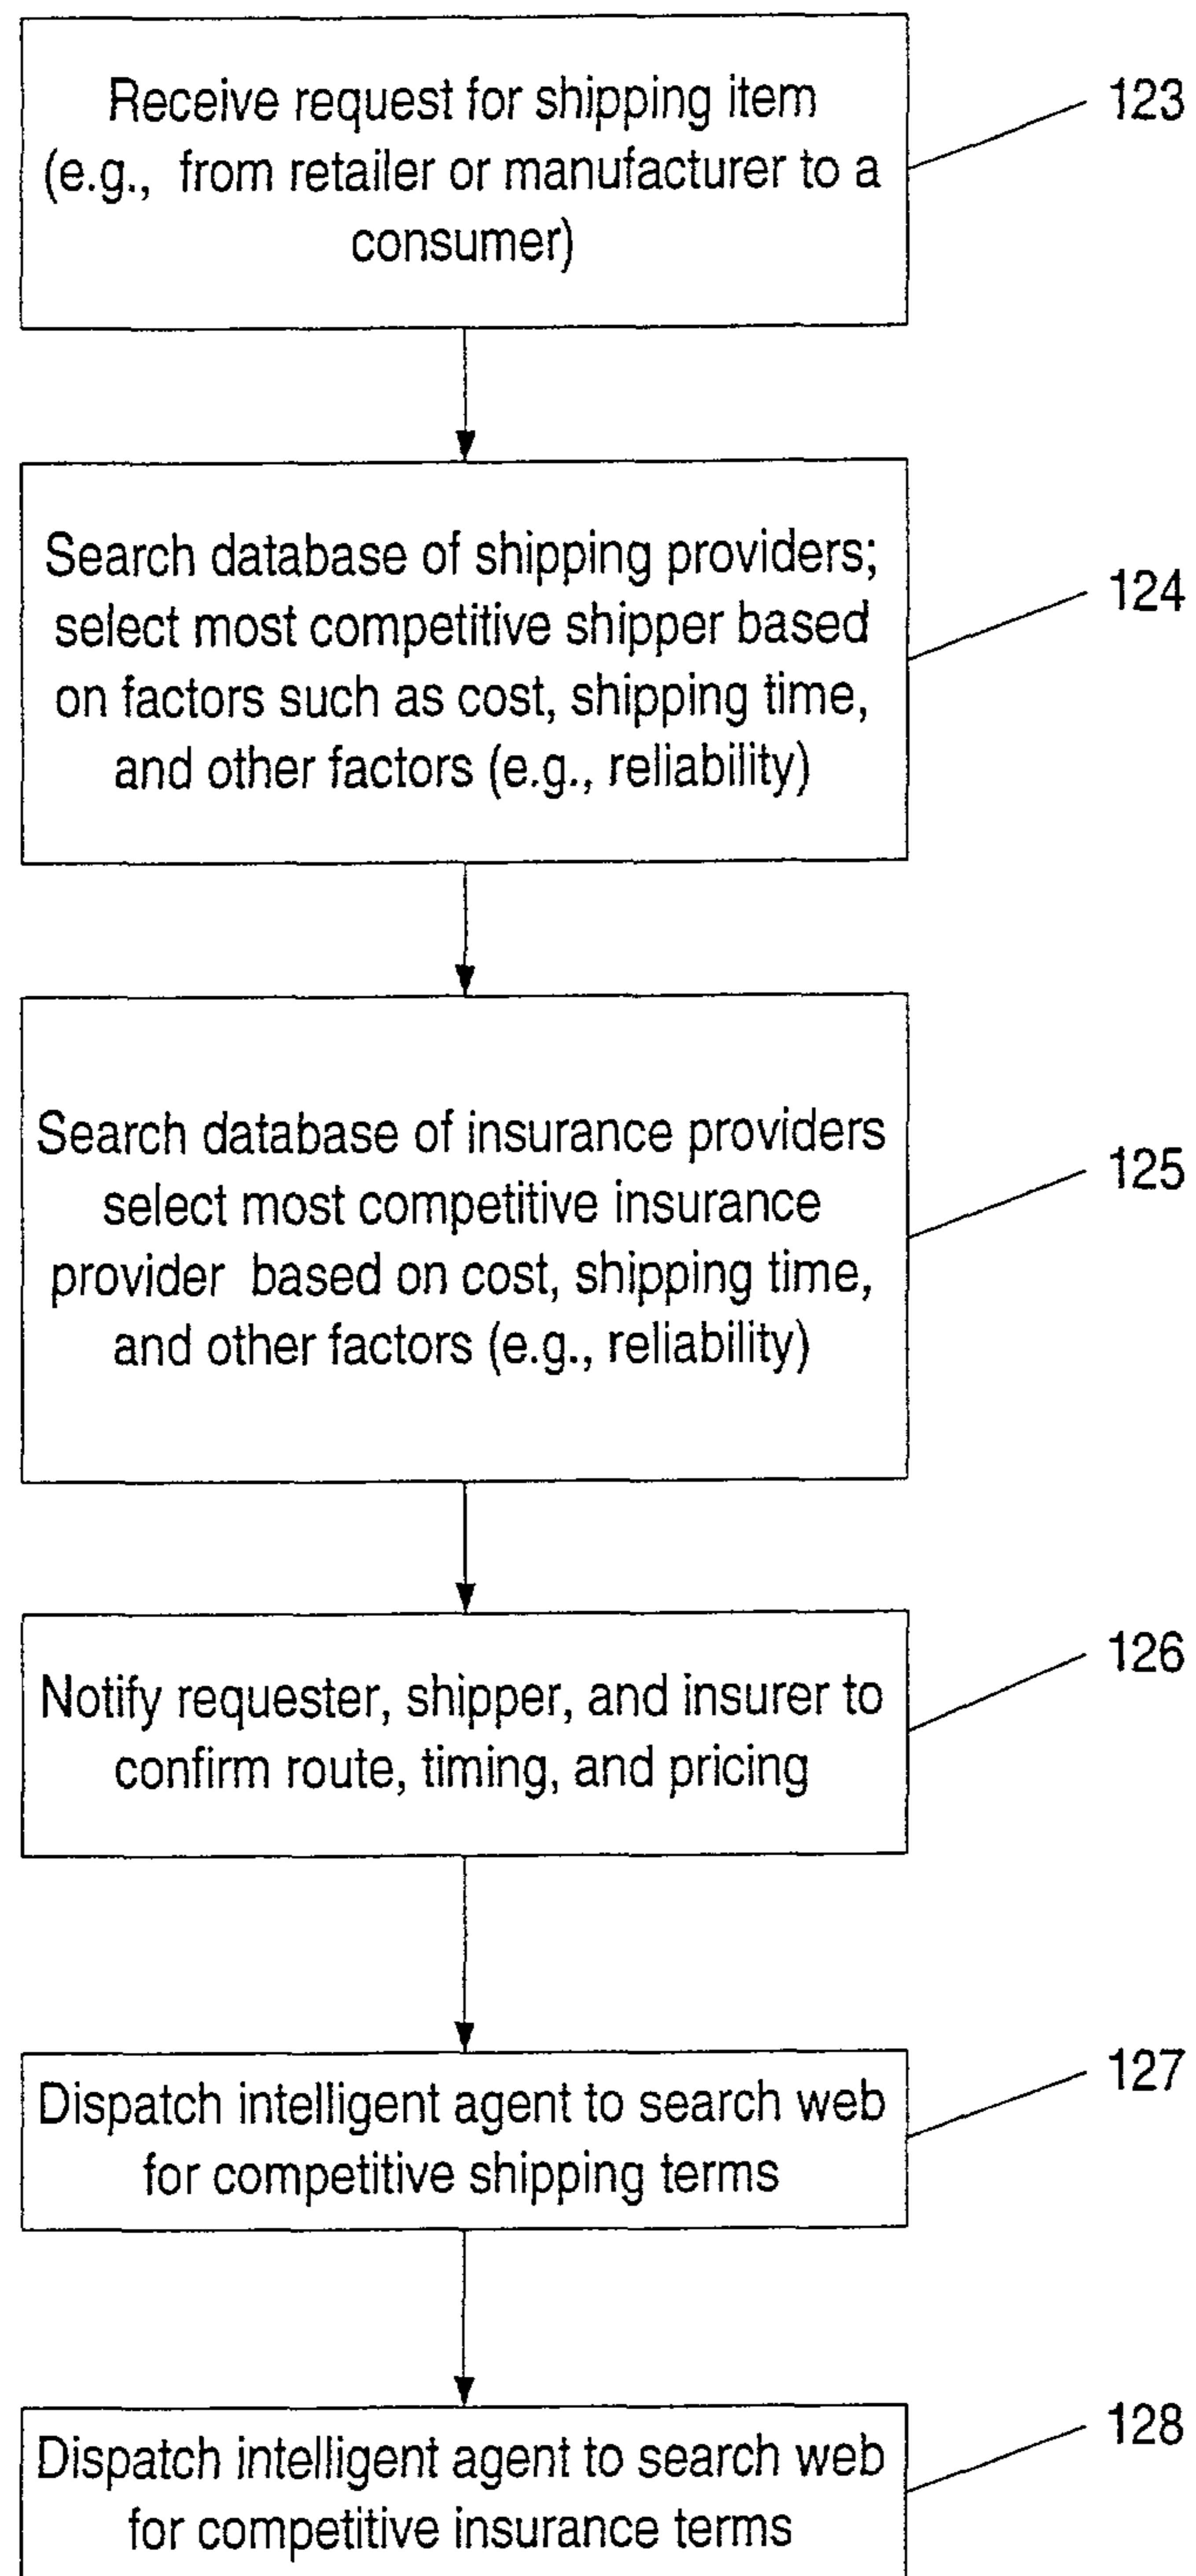 Receive request for shipping item
(e.g., from retailer or manufacturer to a
consumer)
123
Search database of shipping providers;
select most competitive shipper based
on factors such as cost, shipping time,
and other factors (e.g., reliability)
124
Search database of insurance providers
select most competitive insurance
provider based on cost, shipping time,
and other factors (e.g., reliability)
125
Notify requester, shipper, and insurer to
confirm route, timing, and pricing
126
Dispatch intelligent agent to search web
for competitive shipping terms
127
Dispatch intelligent agent to search web
for competitive insurance terms
128